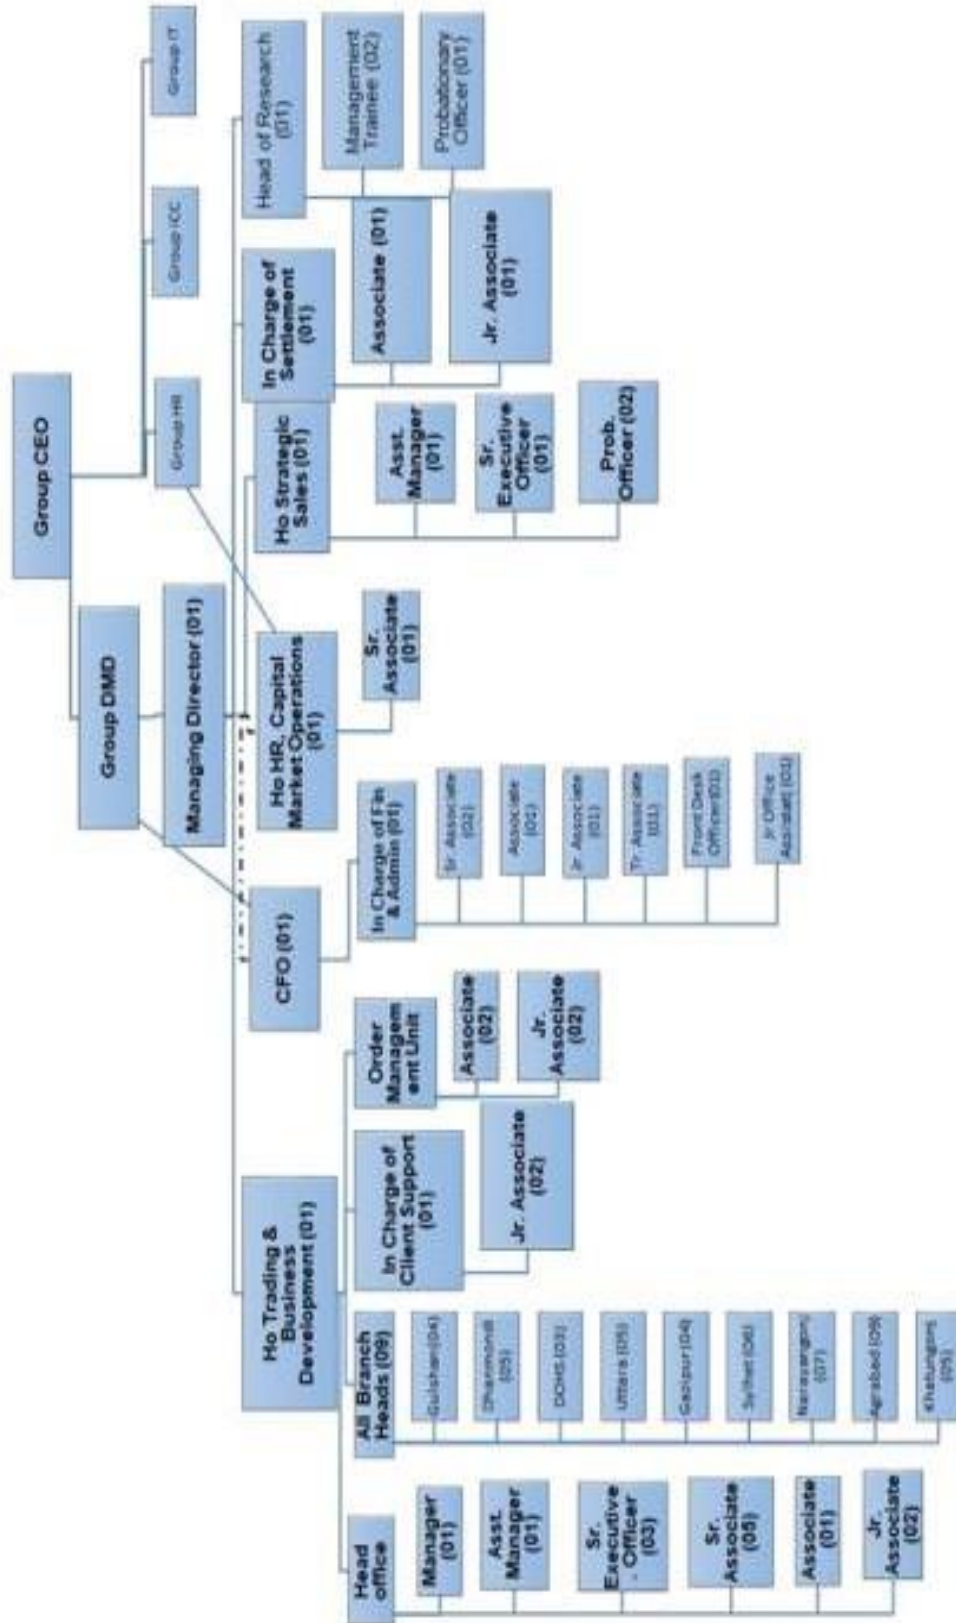 Group CEO
Group DMD
Group HR
Group ICC
Group IT
Managing Director (01)
Ho Trading &
Business
Development (01)
CFO (01)
Ho HR, Capital
Market Operations
(01)
Ho Strategic
Sales (01)
In Charge of
Settlement
(01)
Head of Research
(01)
Head
office
Manager
(01)
Asst.
Manager
(01)
Sr.
Executive
Officer
(03)
Sr.
Associate
(05)
Associate
(01)
Jr.
Associate
(02)
All Branch
Heads (09)
Gulshan (04)
Dhanmondi
(05)
DOHS (03)
Uttara (05)
Gazipur (04)
Sylhet (06)
Narayangonj
(07)
Agrabad (09)
Khatungonj
(05)
In Charge of
Client Support
(01)
Jr. Associate
(02)
Order
Managem
ent Unit
Associate
(02)
Jr.
Associate
(02)
In Charge of Fin
& Admin (01)
Sr Associate
(02)
Associate
(01)
Jr. Associate
(01)
Tr. Associate
(01)
Front Desk
Officer(01)
Jr Office
(01)
Sr.
Associate
(01)
Asst.
Manager
(01)
Sr.
Executive
Officer
(01)
Prob.
Officer (02)
Associate (01)
Jr. Associate
(01)
Management
Trainee (02)
Probationary
Officer (01)